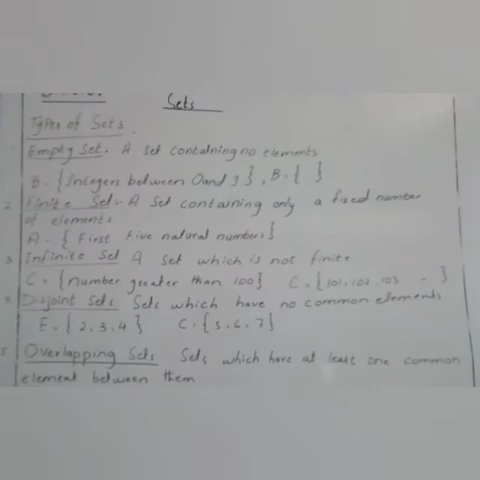 Sets
Types of Sets.
Empty Set: A set containing no elements
B = {Integers between 0 and 1}, B = { }
2 Finite Set:- A set containing only a fixed number
of elements
A = {First five natural numbers}
3 Infinite Set A set which is not finite
C = {number greater than 100} C = {101, 102, 103 - }
4 Disjoint Sets: Sets which have no common elements
E = {2, 3, 4} C = {5, 6, 7}
5 Overlapping Sets Sets which have at least one common
element between them